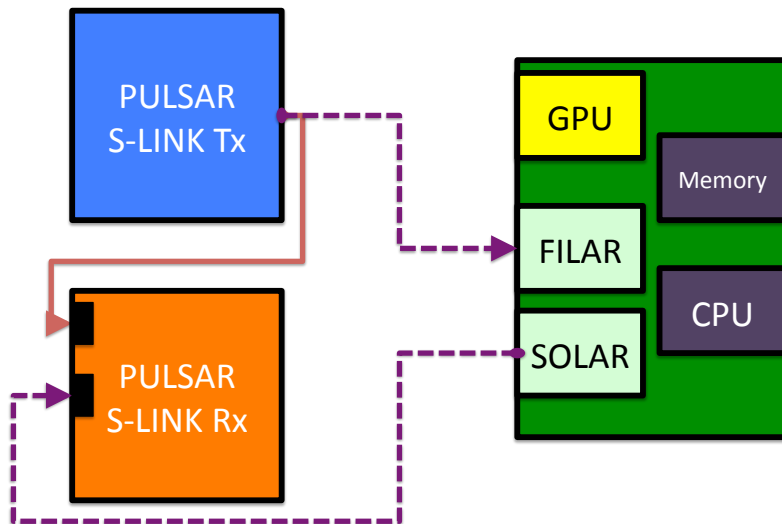 PULSAR
S-LINK Tx
GPU
Memory
FILAR
CPU
SOLAR
PULSAR
S-LINK Rx